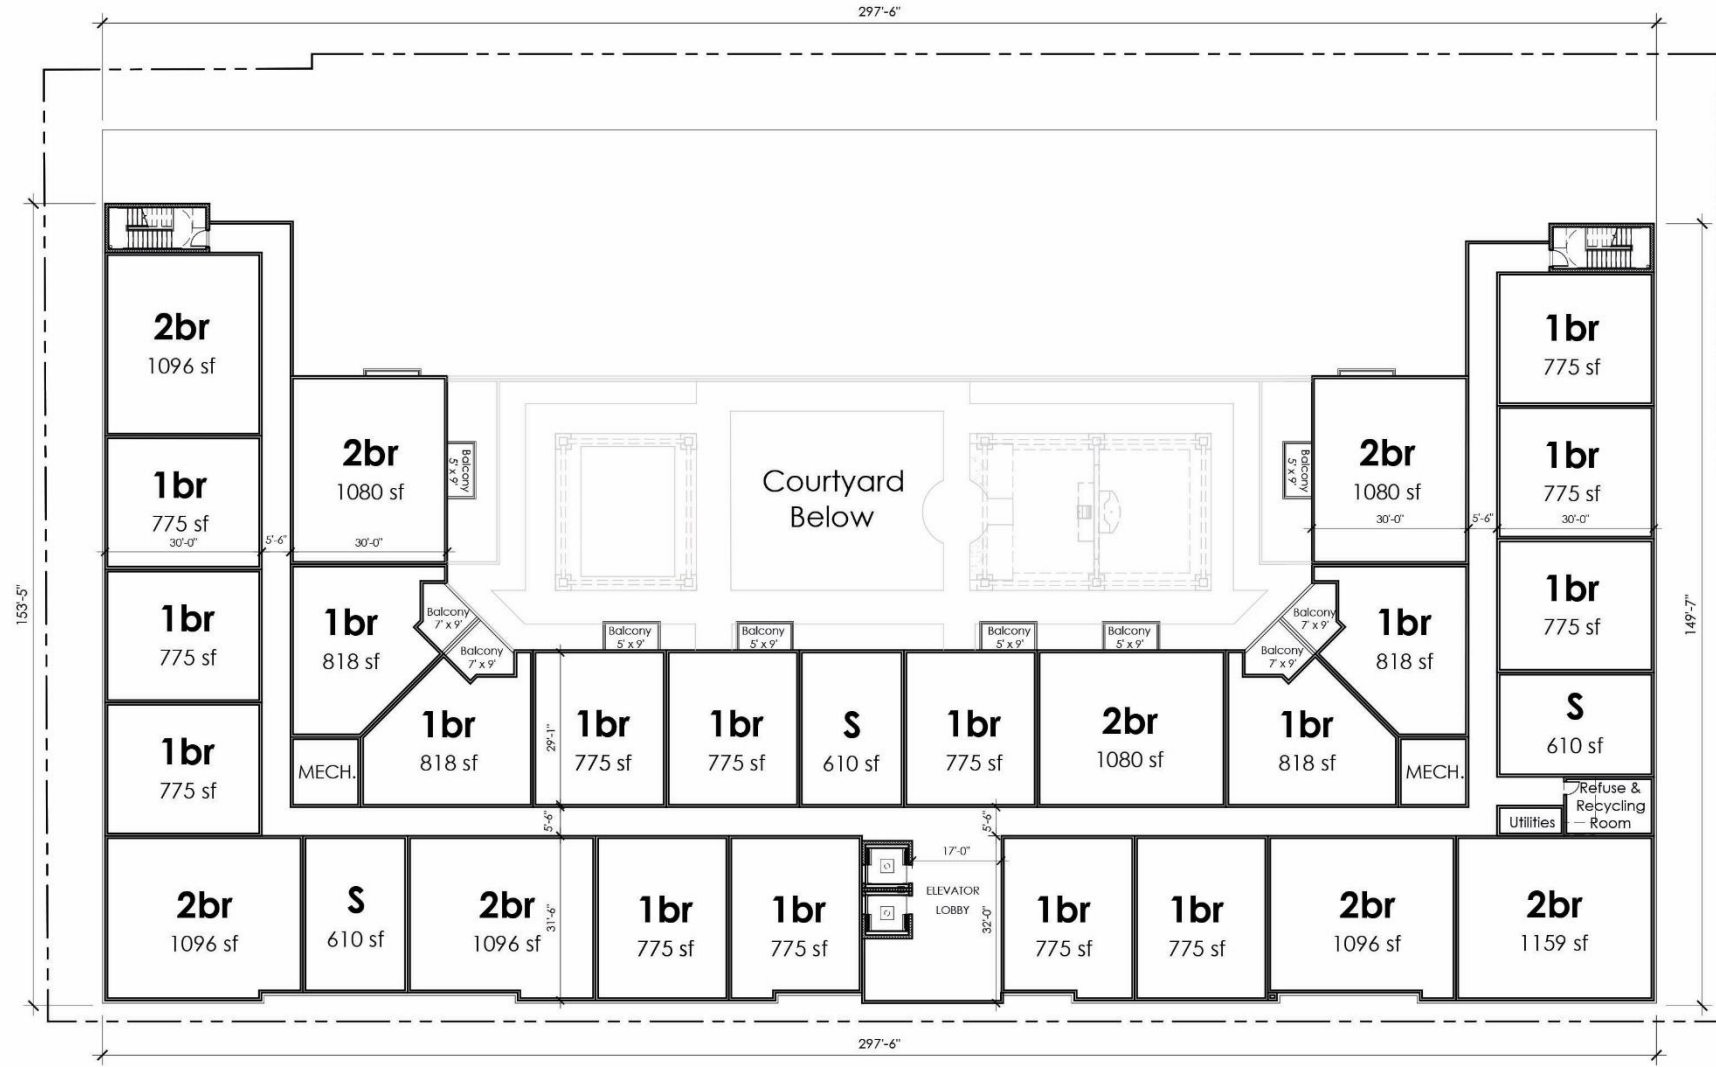 297'-6"
2br
1096 sf
1br
775 sf
2br
1080 sf
Balcony
5' x 9'
Courtyard
Below
Balcony
5' x 9'
2br
1080 sf
1br
775 sf
1br
775 sf
30'-0"
5'-6"
30'-0"
30'-0"
5'-6"
30'-0"
153'-5"
149'-7"
1br
775 sf
1br
818 sf
Balcony
7' x 9'
Balcony
7' x 9'
Balcony
5' x 9'
Balcony
5' x 9'
Balcony
5' x 9'
Balcony
5' x 9'
Balcony
7' x 9'
Balcony
7' x 9'
1br
818 sf
1br
775 sf
1br
775 sf
MECH.
1br
818 sf
29'-1"
1br
775 sf
1br
775 sf
S
610 sf
1br
775 sf
2br
1080 sf
1br
818 sf
MECH.
S
610 sf
Refuse &
Recycling
Room
Utilities
5'-6"
5'-6"
2br
1096 sf
S
610 sf
2br
1096 sf
31'-6"
1br
775 sf
1br
775 sf
17'-0"
ELEVATOR
LOBBY
32'-0"
1br
775 sf
1br
775 sf
2br
1096 sf
2br
1159 sf
297'-6"